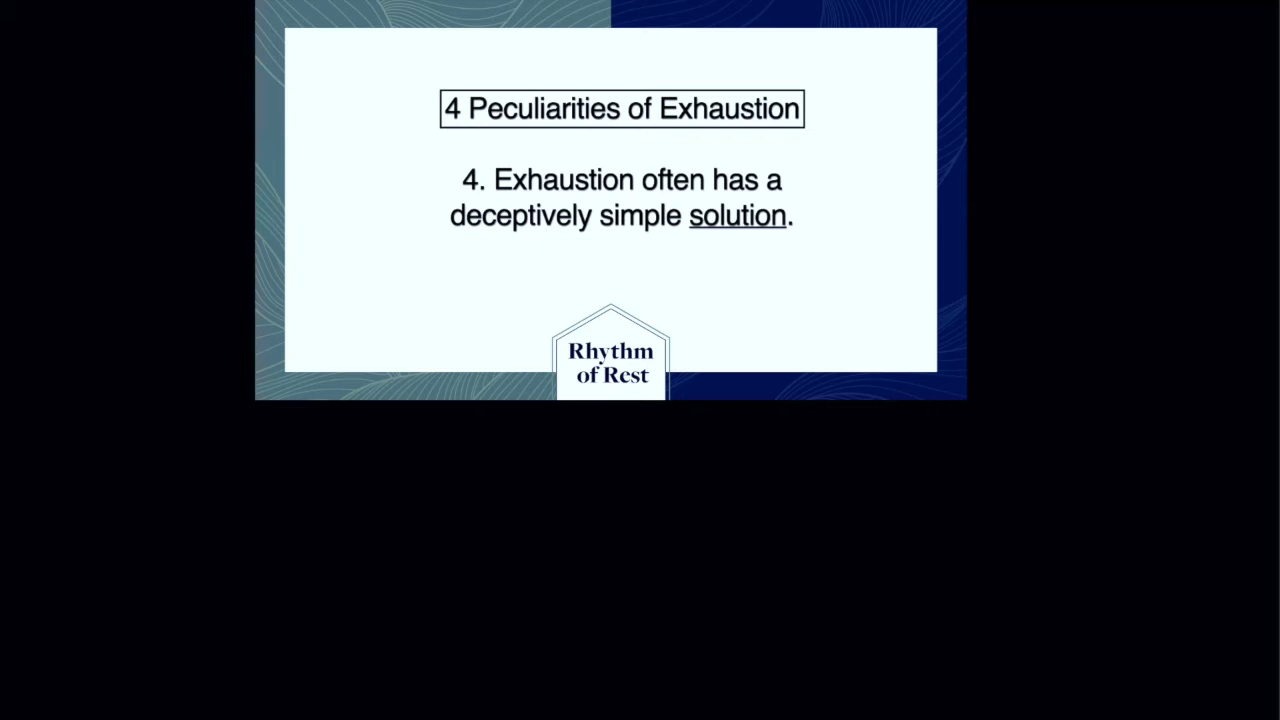 4 Peculiarities of Exhaustion
4. Exhaustion often has a
deceptively simple solution.
Rhythm
of Rest